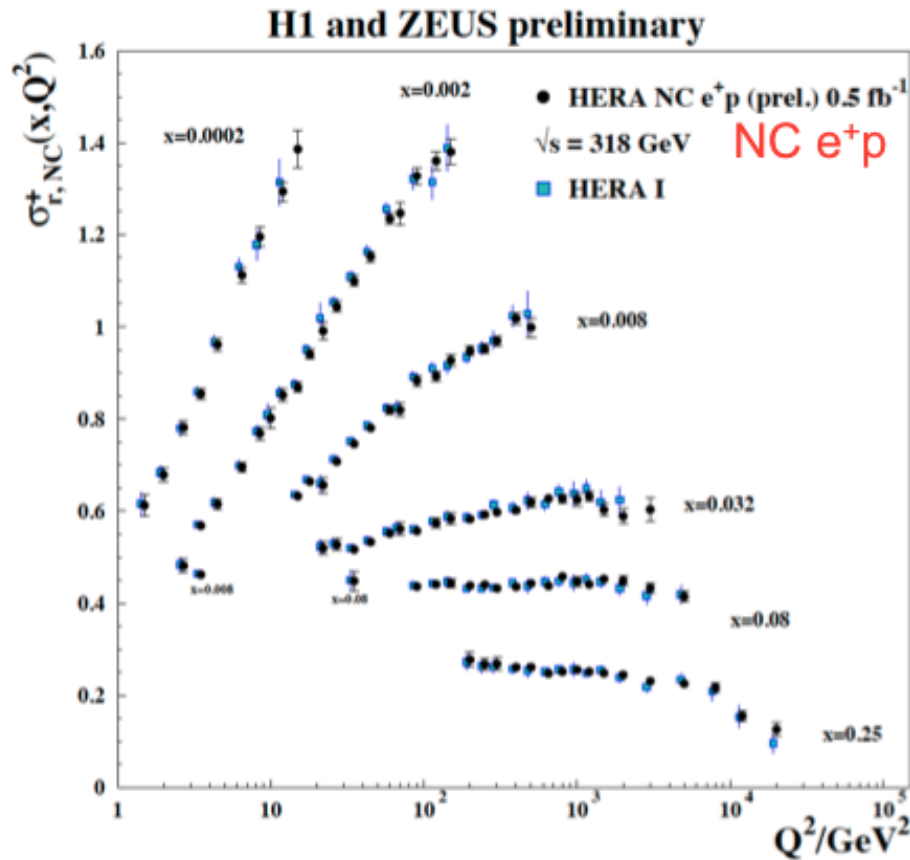 H1 and ZEUS preliminary
σ⁺r, NC(x,Q²)
1.6
1.4
1.2
1
0.8
0.6
0.4
0.2
0
HERA NC e⁺p (prel.) 0.5 fb⁻¹
√s = 318 GeV
NC e⁺p
HERA I
x=0.0002
x=0.002
x=0.008
x=0.032
x=0.008
x=0.08
x=0.08
x=0.25
1
10
10²
10³
10⁴
10⁵
Q²/GeV²